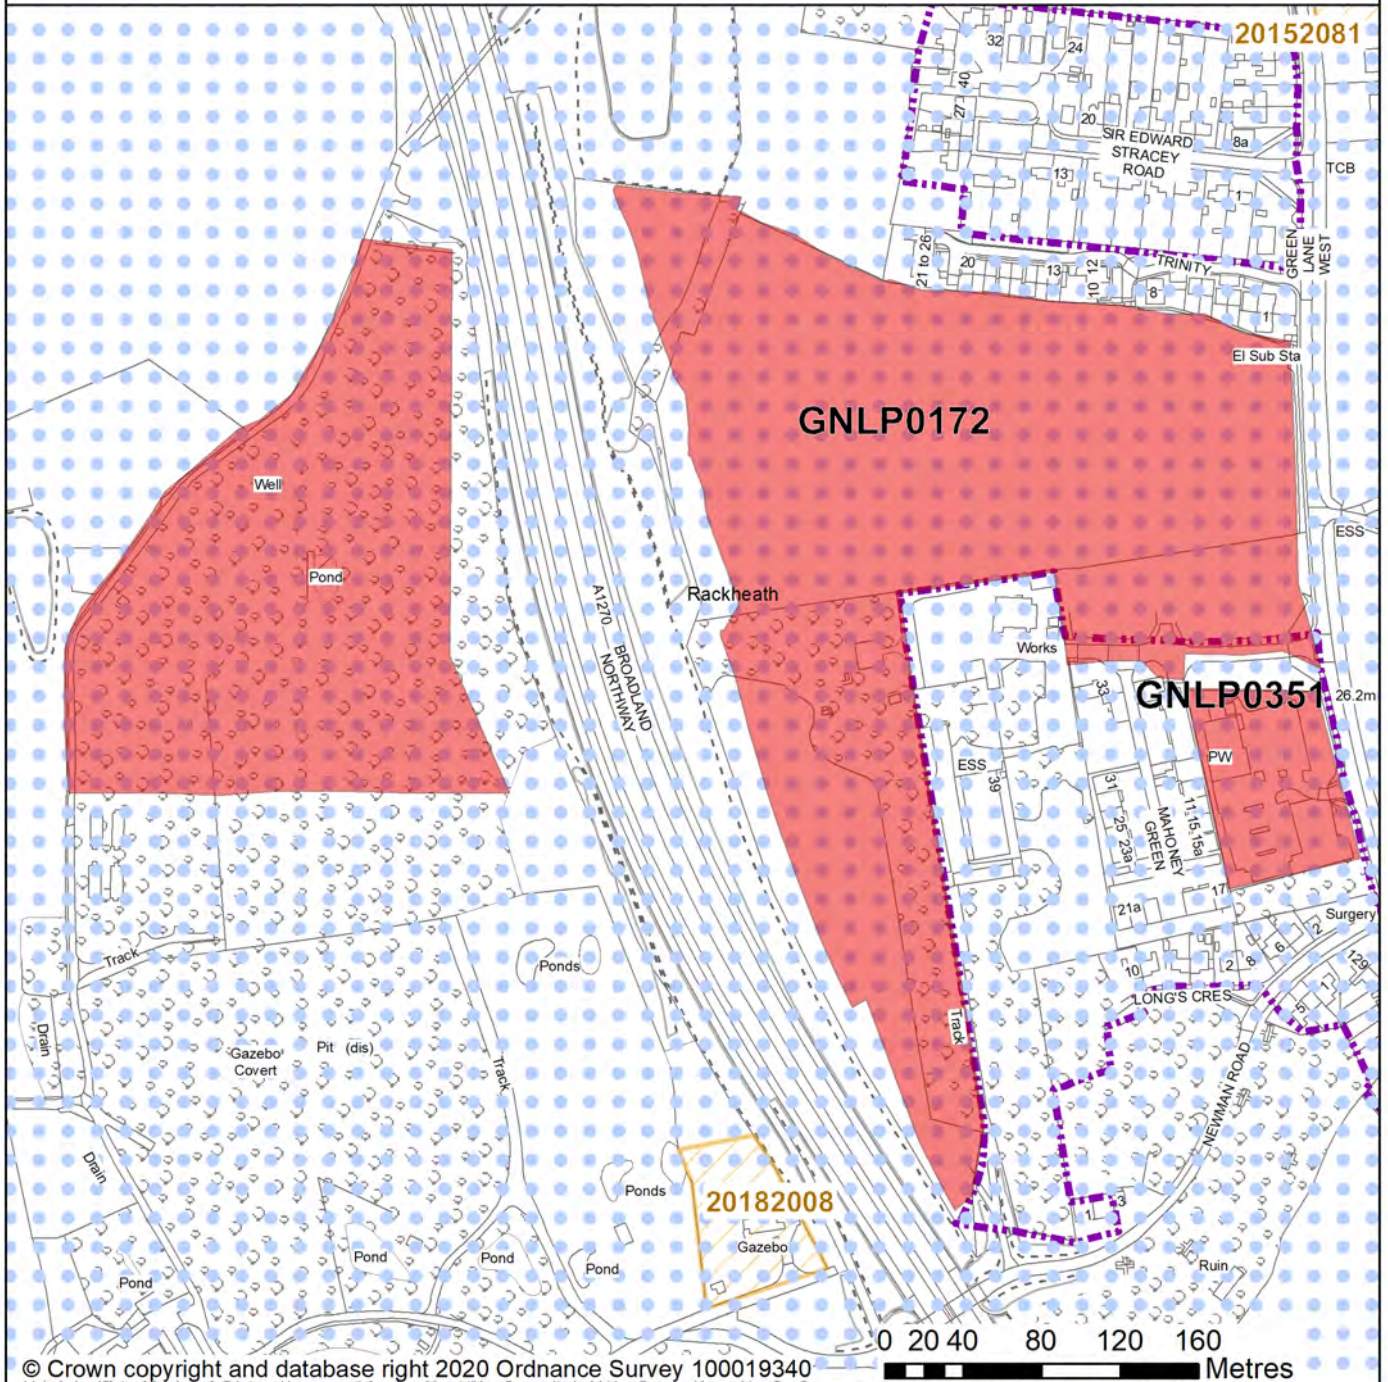 20152081
32
24
40
27
20
SIR EDWARD
STRACEY
ROAD
8a
TCB
13
1
21 to 26
20
13
10 12
TRINITY
8
1
GREEN
LANE
WEST
El Sub Sta
GNLP0172
Well
ESS
Pond
A1270
BROADLAND
NORTHWAY
Rackheath
Works
33
GNLP0351
26.2m
PW
ESS
39
31
25 23a
MAHONEY
GREEN
11,15,15a
17
21a
Surgery
2
6
8
2
10
129
1
5
LONG'S CRES
Track
Ponds
Track
Drain
Gazebo
Covert
Pit (dis)
Track
NEWMAN ROAD
Drain
Ponds
20182008
Gazebo
3
1
Pond
Pond
Pond
Pond
Ruin
0 20 40 80 120 160
Metres
© Crown copyright and database right 2020 Ordnance Survey 100019340